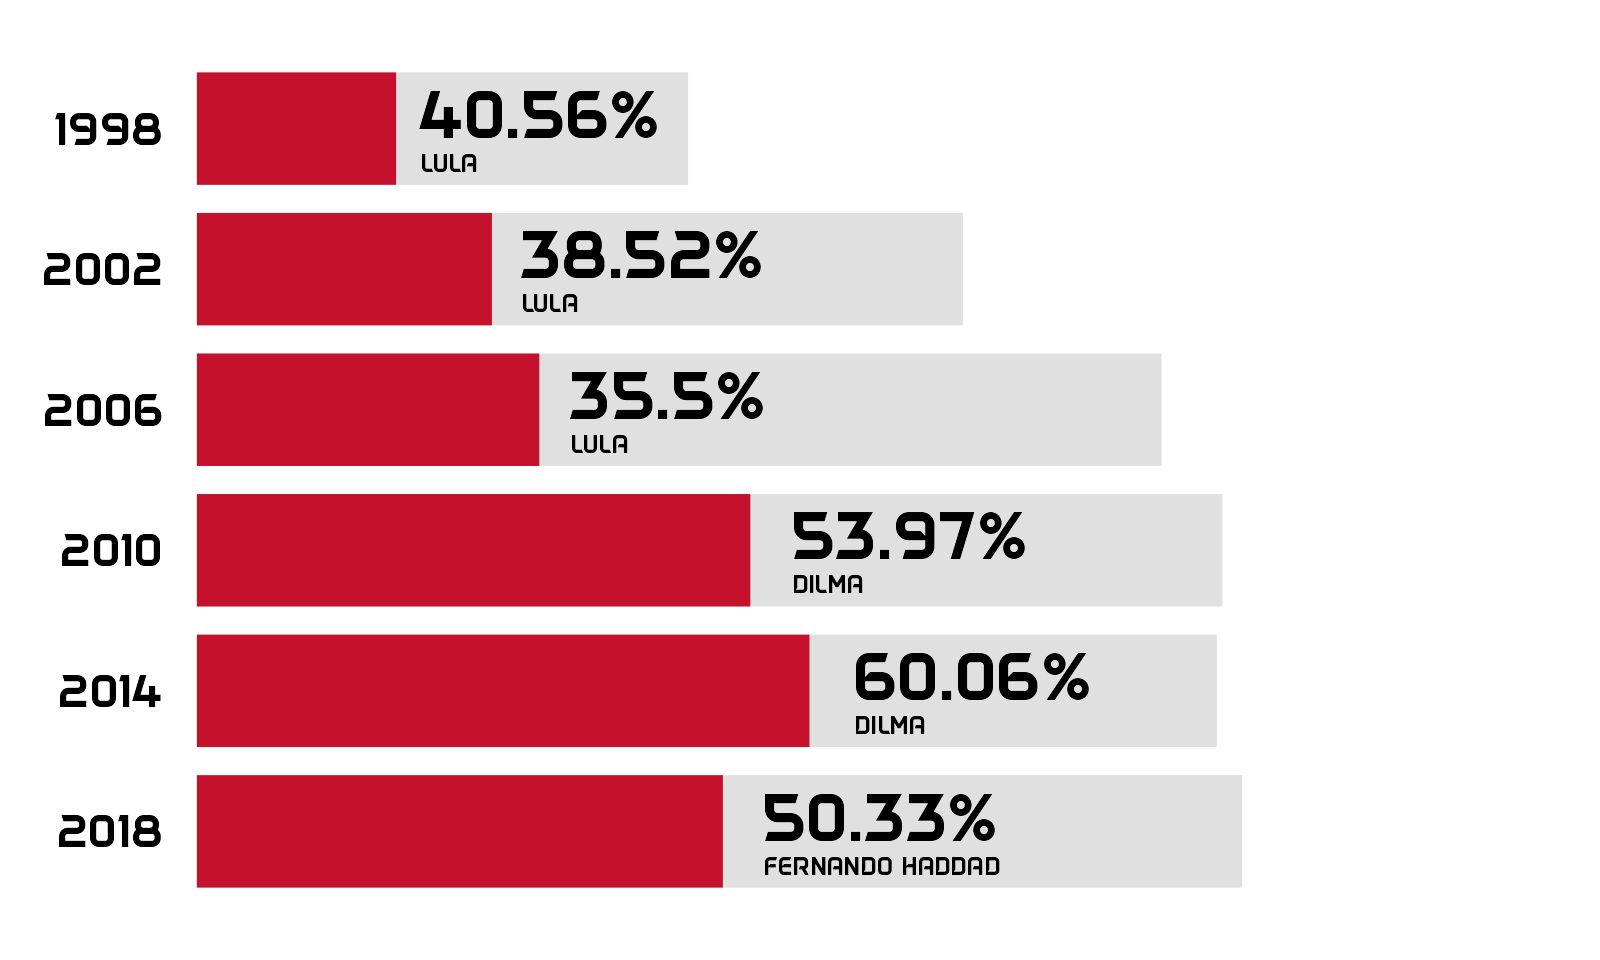 1998
40.56%
LULA
2002
38.52%
LULA
2006
35.5%
LULA
2010
53.97%
DILMA
2014
60.06%
DILMA
2018
50.33%
FERNANDO HADDAD